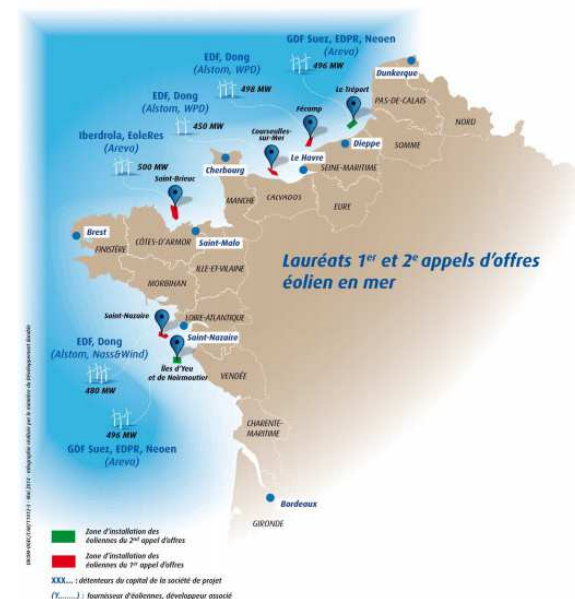 GDF Suez, EDPR, Neoen
(Areva)
496 MW
EDF, Dong
(Alstom, WPD)
498 MW
EDF, Dong
(Alstom, WPD)
450 MW
Iberdrola, EoleRes
(Areva)
500 MW
Dunkerque
Le Tréport
PAS-DE-CALAIS
NORD
Fécamp
SOMME
Courseulles-
sur-Mer
Dieppe
Le Havre
SEINE-MARITIME
Cherbourg
Saint-Brieuc
MANCHE
CALVADOS
EURE
Brest
FINISTÈRE
CÔTES-D'ARMOR
Saint-Malo
ILLE-ET-VILAINE
MORBIHAN
Lauréats 1er et 2e appels d'offres
éolien en mer
Saint-Nazaire
LOIRE-ATLANTIQUE
Saint-Nazaire
EDF, Dong
(Alstom, Nass&Wind)
480 MW
Îles d'Yeu
et de Noirmoutier
VENDÉE
496 MW
GDF Suez, EDPR, Neoen
(Areva)
CHARENTE-
MARITIME
Bordeaux
GIRONDE
Zone d'installation des
éoliennes du 2nd appel d'offres
Zone d'installation des
éoliennes du 1er appel d'offres
XXX... : détenteurs du capital de la société de projet
(Y........) : fournisseur d'éoliennes, développeur associé